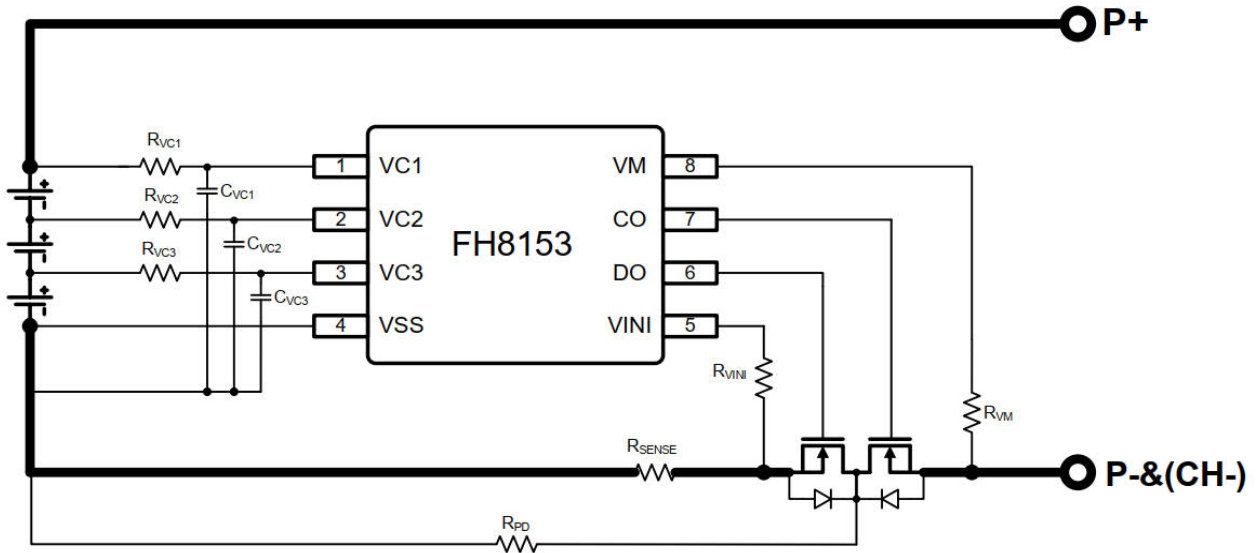 P+
RVC1
1 VC1
VM 8
CVC1
RVC2
2 VC2
FH8153
CO 7
CVC2
RVC3
3 VC3
DO 6
CVC3
4 VSS
VINI 5
RVINI
RVM
RSENSE
P-&(CH-)
RPD